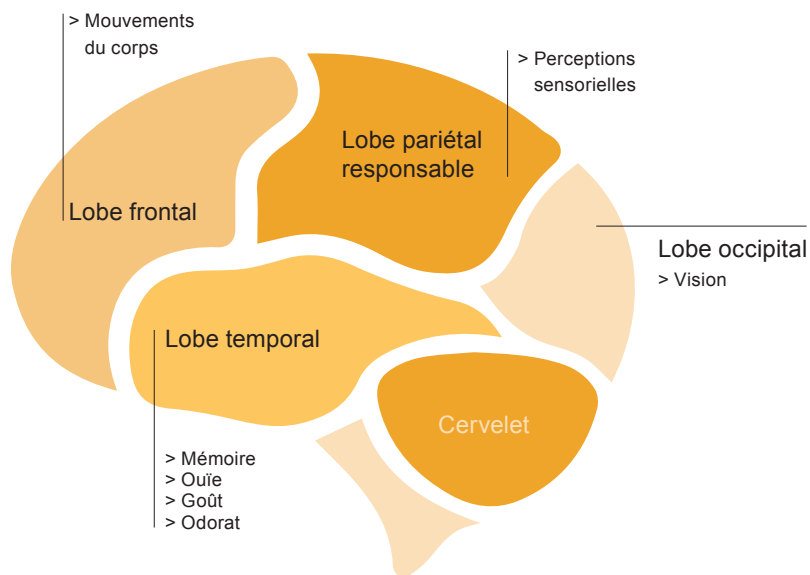 > Mouvements
du corps
> Perceptions
sensorielles
Lobe pariétal
responsable
Lobe frontal
Lobe occipital
> Vision
Lobe temporal
Cervelet
> Mémoire
> Ouïe
> Goût
> Odorat